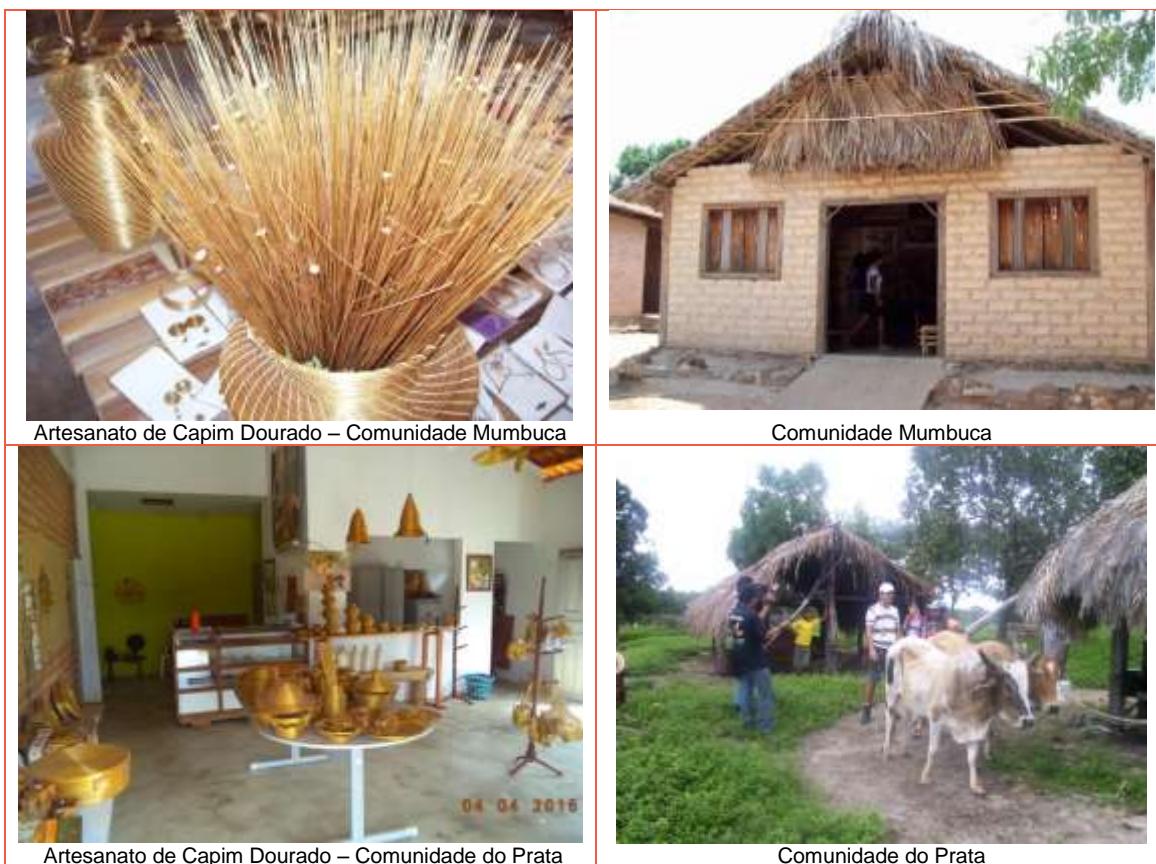 Artesanato de Capim Dourado – Comunidade Mumbuca
Comunidade Mumbuca
04 04 2016
Artesanato de Capim Dourado – Comunidade do Prata
Comunidade do Prata